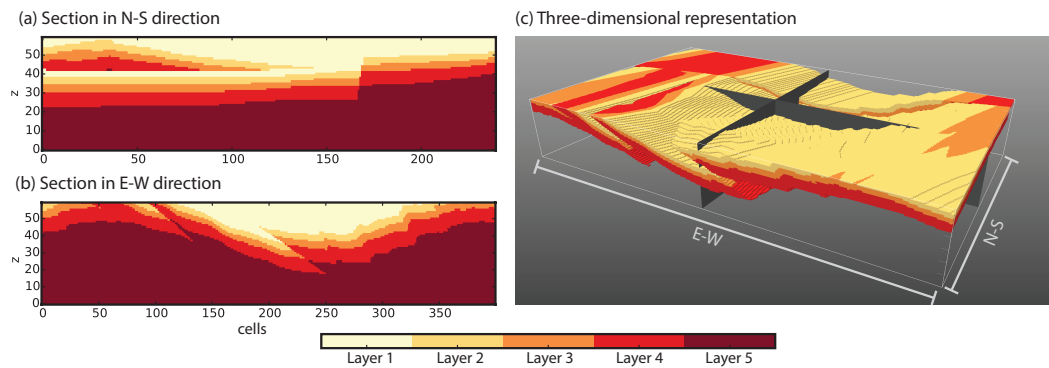 (a) Section in N-S direction
50
40
30
20
10
0
z
0
50
100
150
200
(b) Section in E-W direction
50
40
30
20
10
0
z
0
50
100
150
200
250
300
350
cells
(c) Three-dimensional representation
E-W
S-N
Layer 1
Layer 2
Layer 3
Layer 4
Layer 5